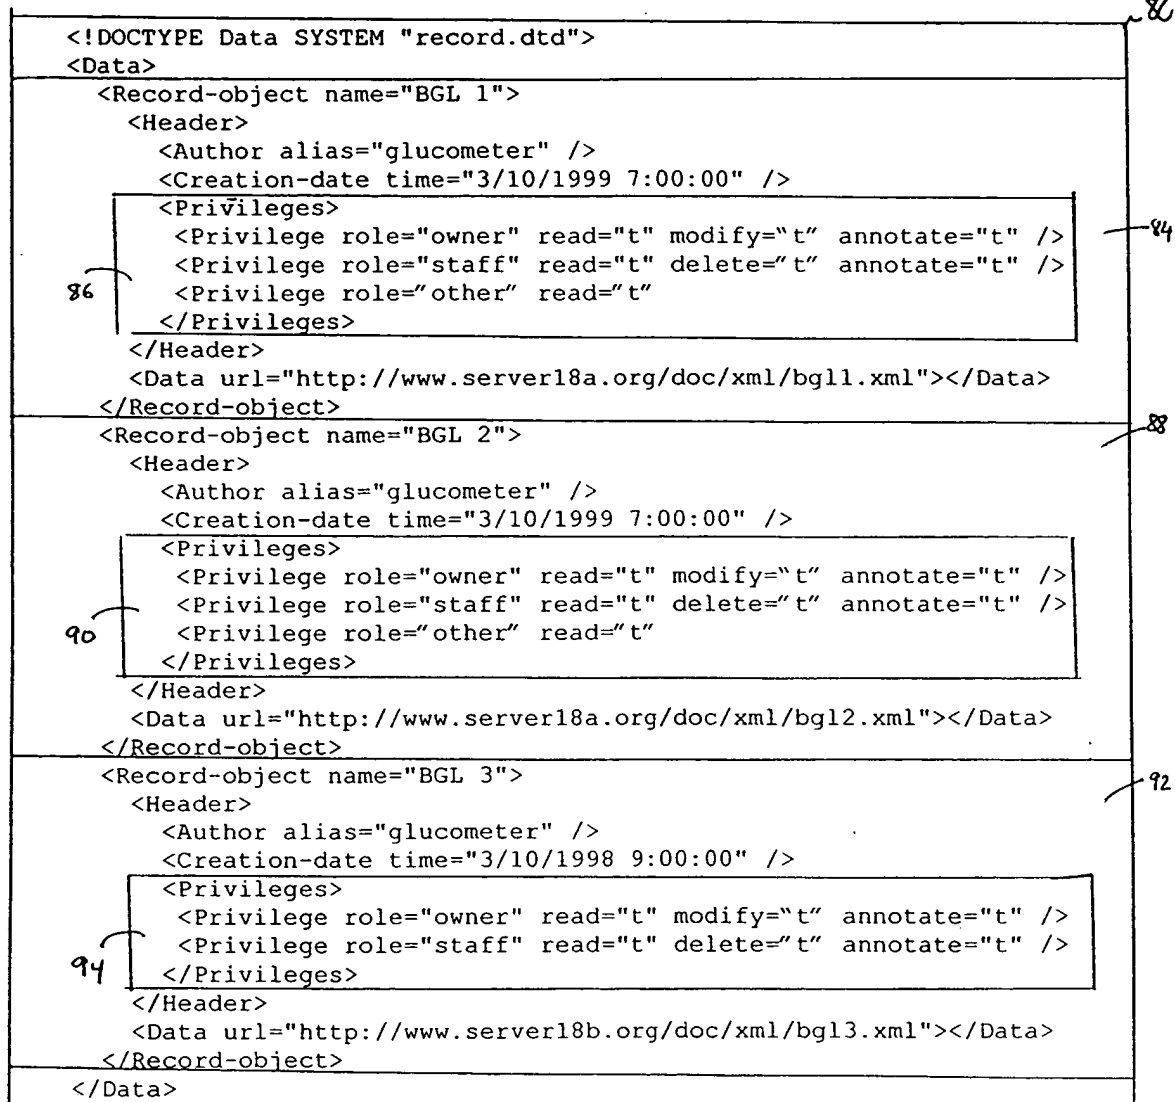 82
<!DOCTYPE Data SYSTEM "record.dtd">
<Data>
<Record-object name="BGL 1">
<Header>
<Author alias="glucometer" />
<Creation-date time="3/10/1999 7:00:00" />
<Privileges>
<Privilege role="owner" read="t" modify=“t” annotate="t" />
84
<Privilege role="staff" read="t" delete=”t” annotate="t" />
86
<Privilege role=”other” read=”t”
</Privileges>
</Header>
<Data url="http://www.server18a.org/doc/xml/bgl1.xml"></Data>
</Record-object>
<Record-object name="BGL 2">
88
<Header>
<Author alias="glucometer" />
<Creation-date time="3/10/1999 7:00:00" />
<Privileges>
<Privilege role="owner" read="t" modify=“t” annotate="t" />
<Privilege role="staff" read="t" delete=”t” annotate="t" />
90
<Privilege role=”other” read=”t”
</Privileges>
</Header>
<Data url="http://www.server18a.org/doc/xml/bgl2.xml"></Data>
</Record-object>
<Record-object name="BGL 3">
92
<Header>
<Author alias="glucometer" />
<Creation-date time="3/10/1998 9:00:00" />
<Privileges>
<Privilege role="owner" read="t" modify=“t” annotate="t" />
<Privilege role="staff" read="t" delete=”t” annotate="t" />
94
</Privileges>
</Header>
<Data url="http://www.server18b.org/doc/xml/bgl3.xml"></Data>
</Record-object>
</Data>